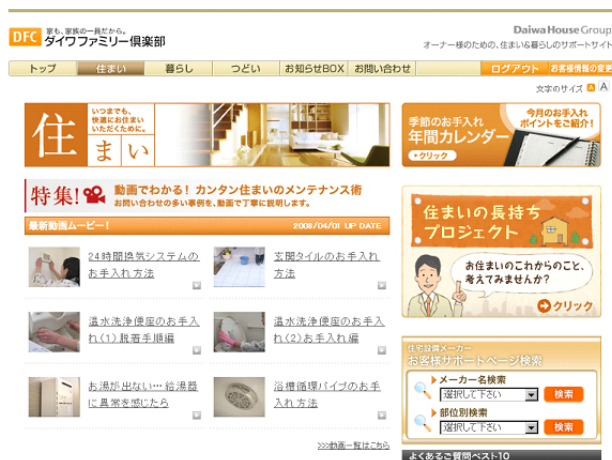 DFC 家も、家族の一員だから。
ダイワファミリー倶楽部
Daiwa House Group
オーナー様のための、住まい&暮らしのサポートサイト
トップ 住まい 暮らし つどい お知らせBOX お問い合わせ ログアウト お客様情報の変更
文字のサイズ A A
住まい
いつまでも、
快適にお住まい
いただくために。
季節のお手入れ
年間カレンダー
クリック
今月のお手入れ
ポイントをご紹介!
特集! 動画でわかる! カンタン住まいのメンテナンス術
お問い合わせの多い事例を、動画で丁寧に説明します。
最新動画ムービー! 2008/04/01 UP DATE
24時間換気システムの
お手入れ方法
玄関タイルのお手入れ
方法
温水洗浄便座のお手入
れ(1)脱着手順編
温水洗浄便座のお手入
れ(2)お手入れ編
お湯が出ない…給湯器
に異常を感じたら
浴槽循環パイプのお手
入れ方法
>>>動画一覧はこちら
住まいの長持ち
プロジェクト
お住まいのこれからのこと、
考えてみませんか?
クリック
住宅設備メーカー
お客様サポートページ検索
メーカー名検索
選択して下さい 検索
部位別検索
選択して下さい 検索
よくあるご質問ベスト10